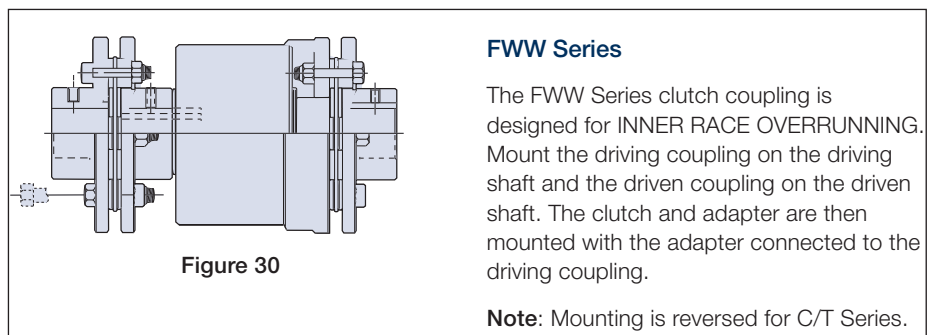 Figure 30
FWW Series
The FWW Series clutch coupling is
designed for INNER RACE OVERRUNNING.
Mount the driving coupling on the driving
shaft and the driven coupling on the driven
shaft. The clutch and adapter are then
mounted with the adapter connected to the
driving coupling.
Note: Mounting is reversed for C/T Series.